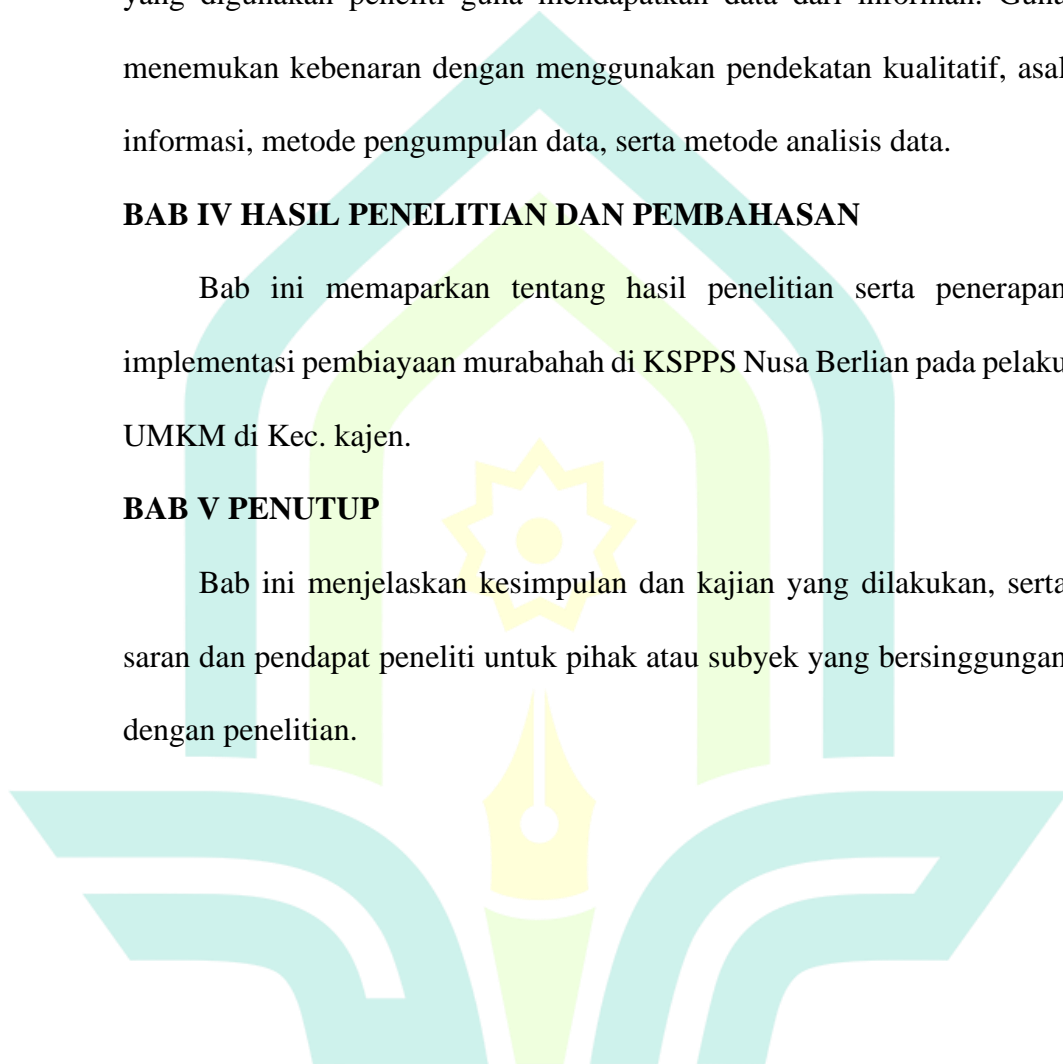 yang digunakan peneliti guna mendapatkan data dari informan. Guna
menemukan kebenaran dengan menggunakan pendekatan kualitatif, asal
informasi, metode pengumpulan data, serta metode analisis data.
BAB IV HASIL PENELITIAN DAN PEMBAHASAN
Bab ini memaparkan tentang hasil penelitian serta penerapan
implementasi pembiayaan murabahah di KSPPS Nusa Berlian pada pelaku
UMKM di Kec. kajen.
BAB V PENUTUP
Bab ini menjelaskan kesimpulan dan kajian yang dilakukan, serta
saran dan pendapat peneliti untuk pihak atau subyek yang bersinggungan
dengan penelitian.